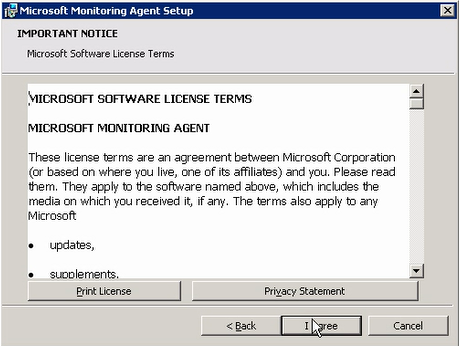 Microsoft Monitoring Agent Setup
IMPORTANT NOTICE
Microsoft Software License Terms
MICROSOFT SOFTWARE LICENSE TERMS
MICROSOFT MONITORING AGENT
These license terms are an agreement between Microsoft Corporation
(or based on where you live, one of its affiliates) and you. Please read
them. They apply to the software named above, which includes the
media on which you received it, if any. The terms also apply to any
Microsoft
• updates,
• supplements,
Print License
Privacy Statement
< Back
I Agree
Cancel